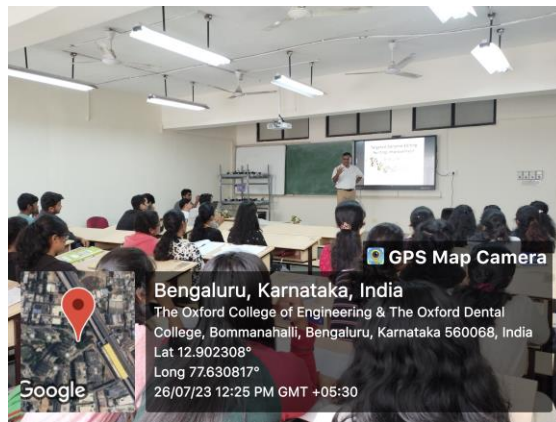 GPS Map Camera
Bengaluru, Karnataka, India
The Oxford College of Engineering & The Oxford Dental
College, Bommanahalli, Bengaluru, Karnataka 560068, India
Lat 12.902308°
Long 77.630817°
26/07/23 12:25 PM GMT +05:30
Google